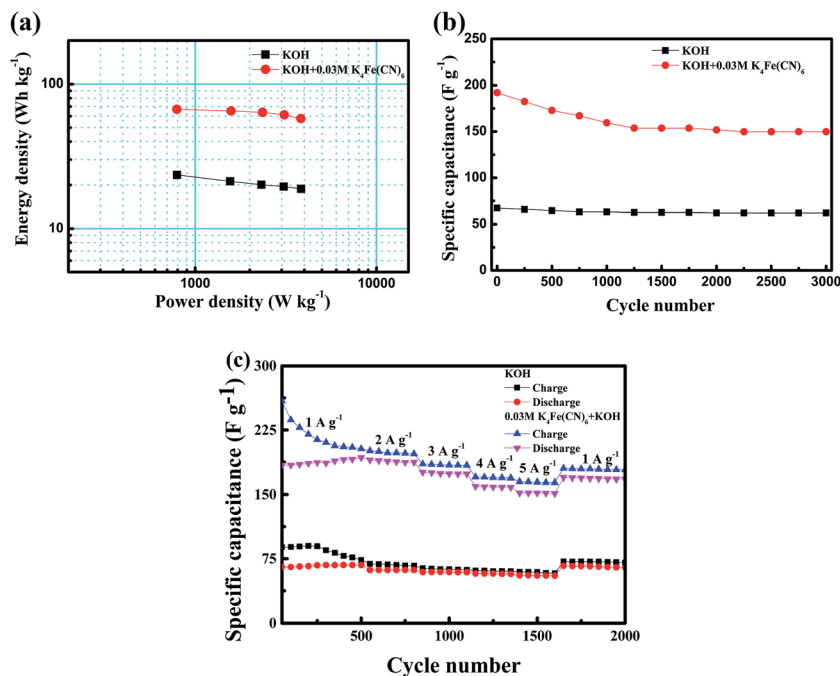 (a)
KOH
KOH+0.03M K4Fe(CN)6
Energy density (Wh kg-1)
100
10
1000
10000
Power density (W kg-1)
(b)
KOH
KOH+0.03M K4Fe(CN)6
Specific capacitance (F g-1)
250
200
150
100
50
0
0
500
1000
1500
2000
2500
3000
Cycle number
(c)
KOH
Charge
Discharge
0.03M K4Fe(CN)6+KOH
Charge
Discharge
Specific capacitance (F g-1)
300
225
150
75
0
1 A g-1
2 A g-1
3 A g-1
4 A g-1
5 A g-1
1 A g-1
500
1000
1500
2000
Cycle number